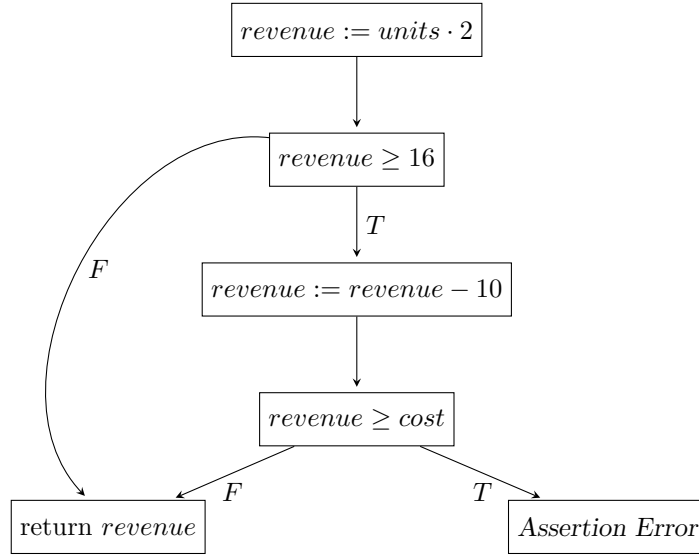 revenue := units · 2
revenue ≥ 16
T
F
revenue := revenue − 10
revenue ≥ cost
F
T
return revenue
Assertion Error